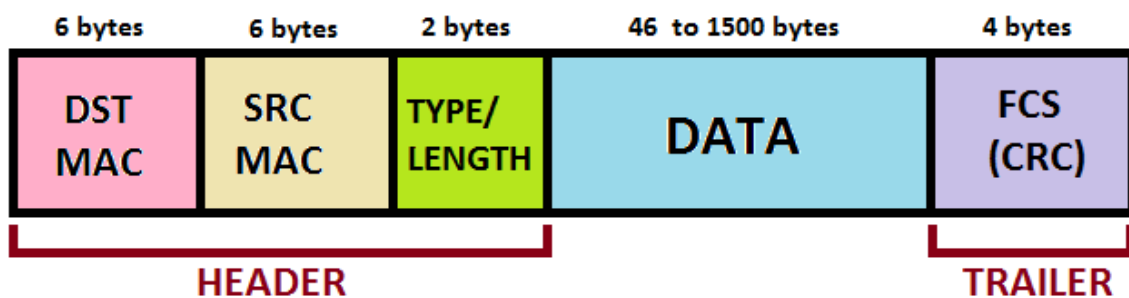 6 bytes 6 bytes 2 bytes 46 to 1500 bytes 4 bytes
DST
MAC
SRC
MAC
TYPE/
LENGTH
DATA
FCS
(CRC)
HEADER
TRAILER